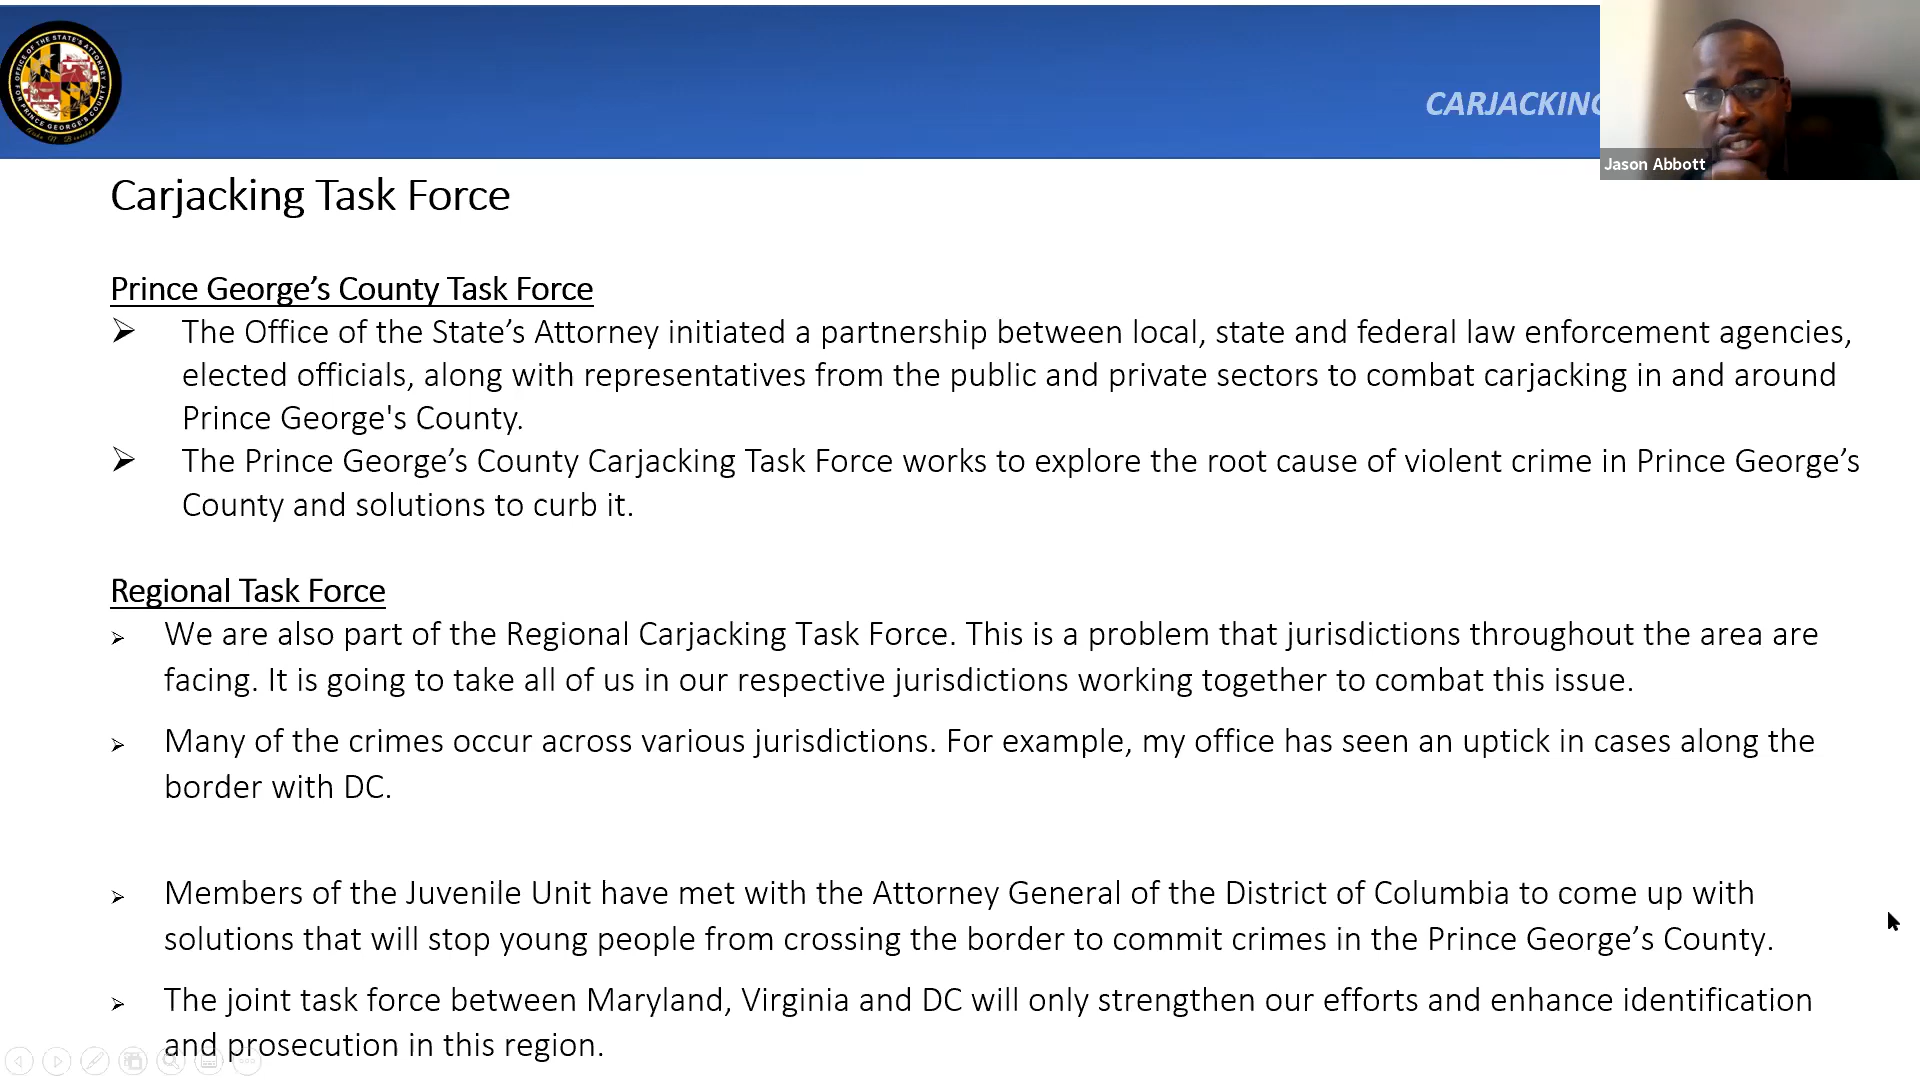 OFFICE OF THE STATE'S ATTORNEY
FOR PRINCE GEORGE'S COUNTY
CARJACKING
Jason Abbott
Carjacking Task Force
Prince George’s County Task Force
➢ The Office of the State’s Attorney initiated a partnership between local, state and federal law enforcement agencies,
elected officials, along with representatives from the public and private sectors to combat carjacking in and around
Prince George's County.
➢ The Prince George’s County Carjacking Task Force works to explore the root cause of violent crime in Prince George’s
County and solutions to curb it.
Regional Task Force
➢ We are also part of the Regional Carjacking Task Force. This is a problem that jurisdictions throughout the area are
facing. It is going to take all of us in our respective jurisdictions working together to combat this issue.
➢ Many of the crimes occur across various jurisdictions. For example, my office has seen an uptick in cases along the
border with DC.
➢ Members of the Juvenile Unit have met with the Attorney General of the District of Columbia to come up with
solutions that will stop young people from crossing the border to commit crimes in the Prince George’s County.
➢ The joint task force between Maryland, Virginia and DC will only strengthen our efforts and enhance identification
and prosecution in this region.